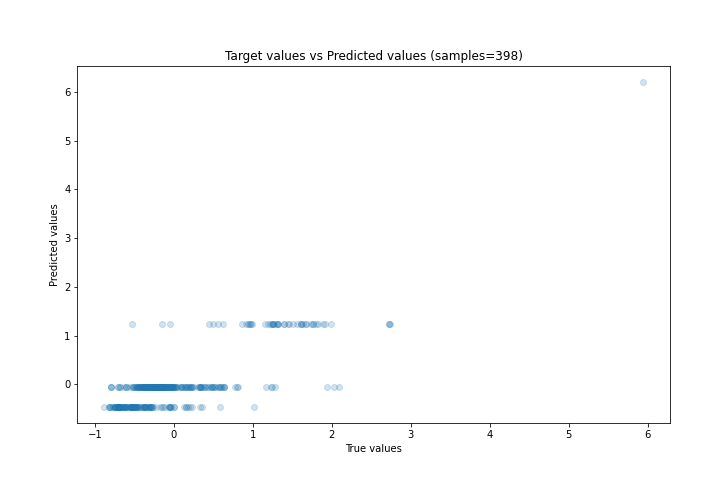 Target values vs Predicted values (samples=398)
6
5
4
3
2
1
0
Predicted values
−1 0 1 2 3 4 5 6
True values